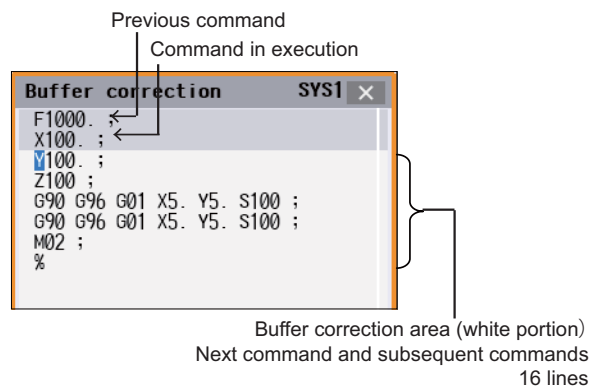 Previous command
Command in execution
Buffer correction SYS1
F1000. ;
X100. ;
Y100. ;
Z100 ;
G90 G96 G01 X5. Y5. S100 ;
G90 G96 G01 X5. Y5. S100 ;
M02 ;
%
Buffer correction area (white portion)
Next command and subsequent commands
16 lines